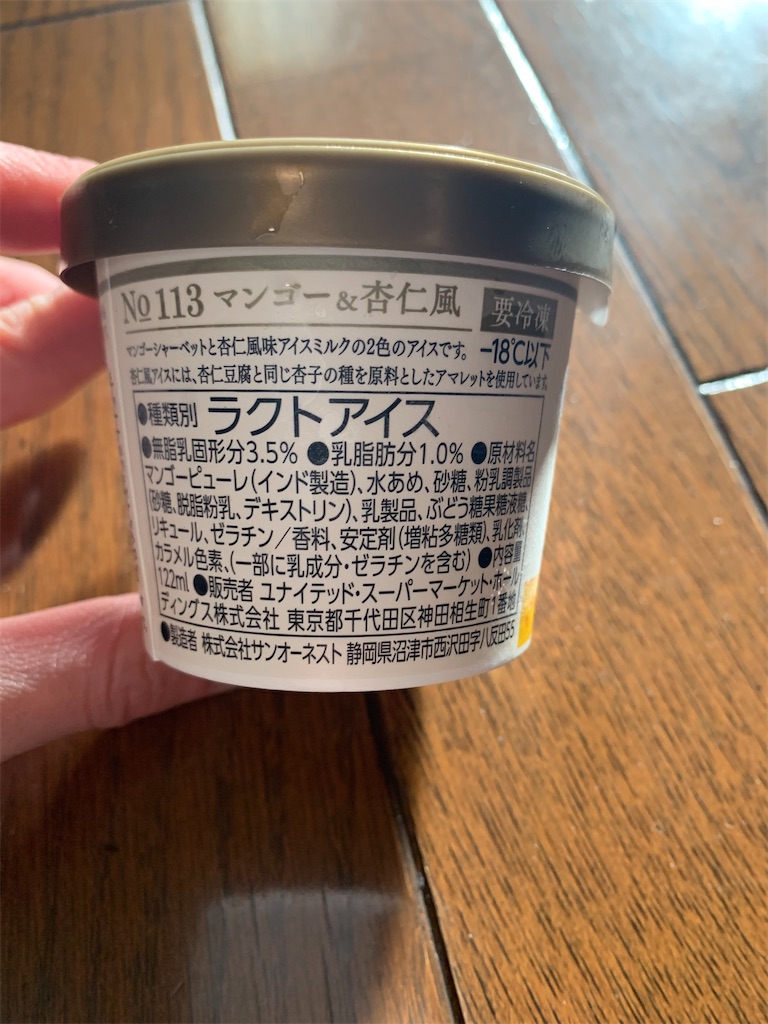 No 113 マンゴー&杏仁風 要冷凍
マンゴーシャーベットと杏仁風味アイスミルクの2色のアイスです。 -18℃以下
杏仁風アイスには、杏仁豆腐と同じ杏子の種を原料としたアマレットを使用しています。
●種類別 ラクトアイス
●無脂乳固形分3.5% ●乳脂肪分1.0% ●原材料名
マンゴーピューレ(インド製造)、水あめ、砂糖、粉乳調製品
(砂糖、脱脂粉乳、デキストリン)、乳製品、ぶどう糖果糖液糖、
リキュール、ゼラチン/香料、安定剤(増粘多糖類)、乳化剤、
カラメル色素、(一部に乳成分・ゼラチンを含む) ●内容量
122ml ●販売者 ユナイテッド・スーパーマーケット・ホール
ディングス株式会社 東京都千代田区神田相生町1番地
●製造者 株式会社サンオーネスト 静岡県沼津市西沢田字八反田55